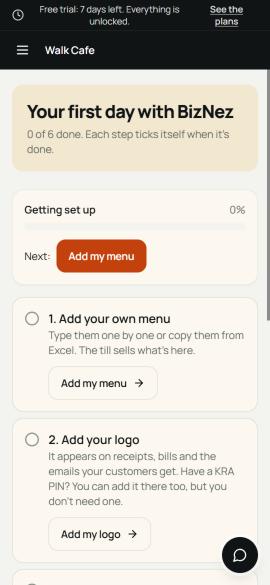 Free trial: 7 days left. Everything is
unlocked.
See the
plans
Walk Cafe
Your first day with BizNez
0 of 6 done. Each step ticks itself when it's
done.
Getting set up
0%
Next:
Add my menu
1. Add your own menu
Type them one by one or copy them from
Excel. The till sells what's here.
Add my menu →
2. Add your logo
It appears on receipts, bills and the
emails your customers get. Have a KRA
PIN? You can add it there too, but you
don't need one.
Add my logo →